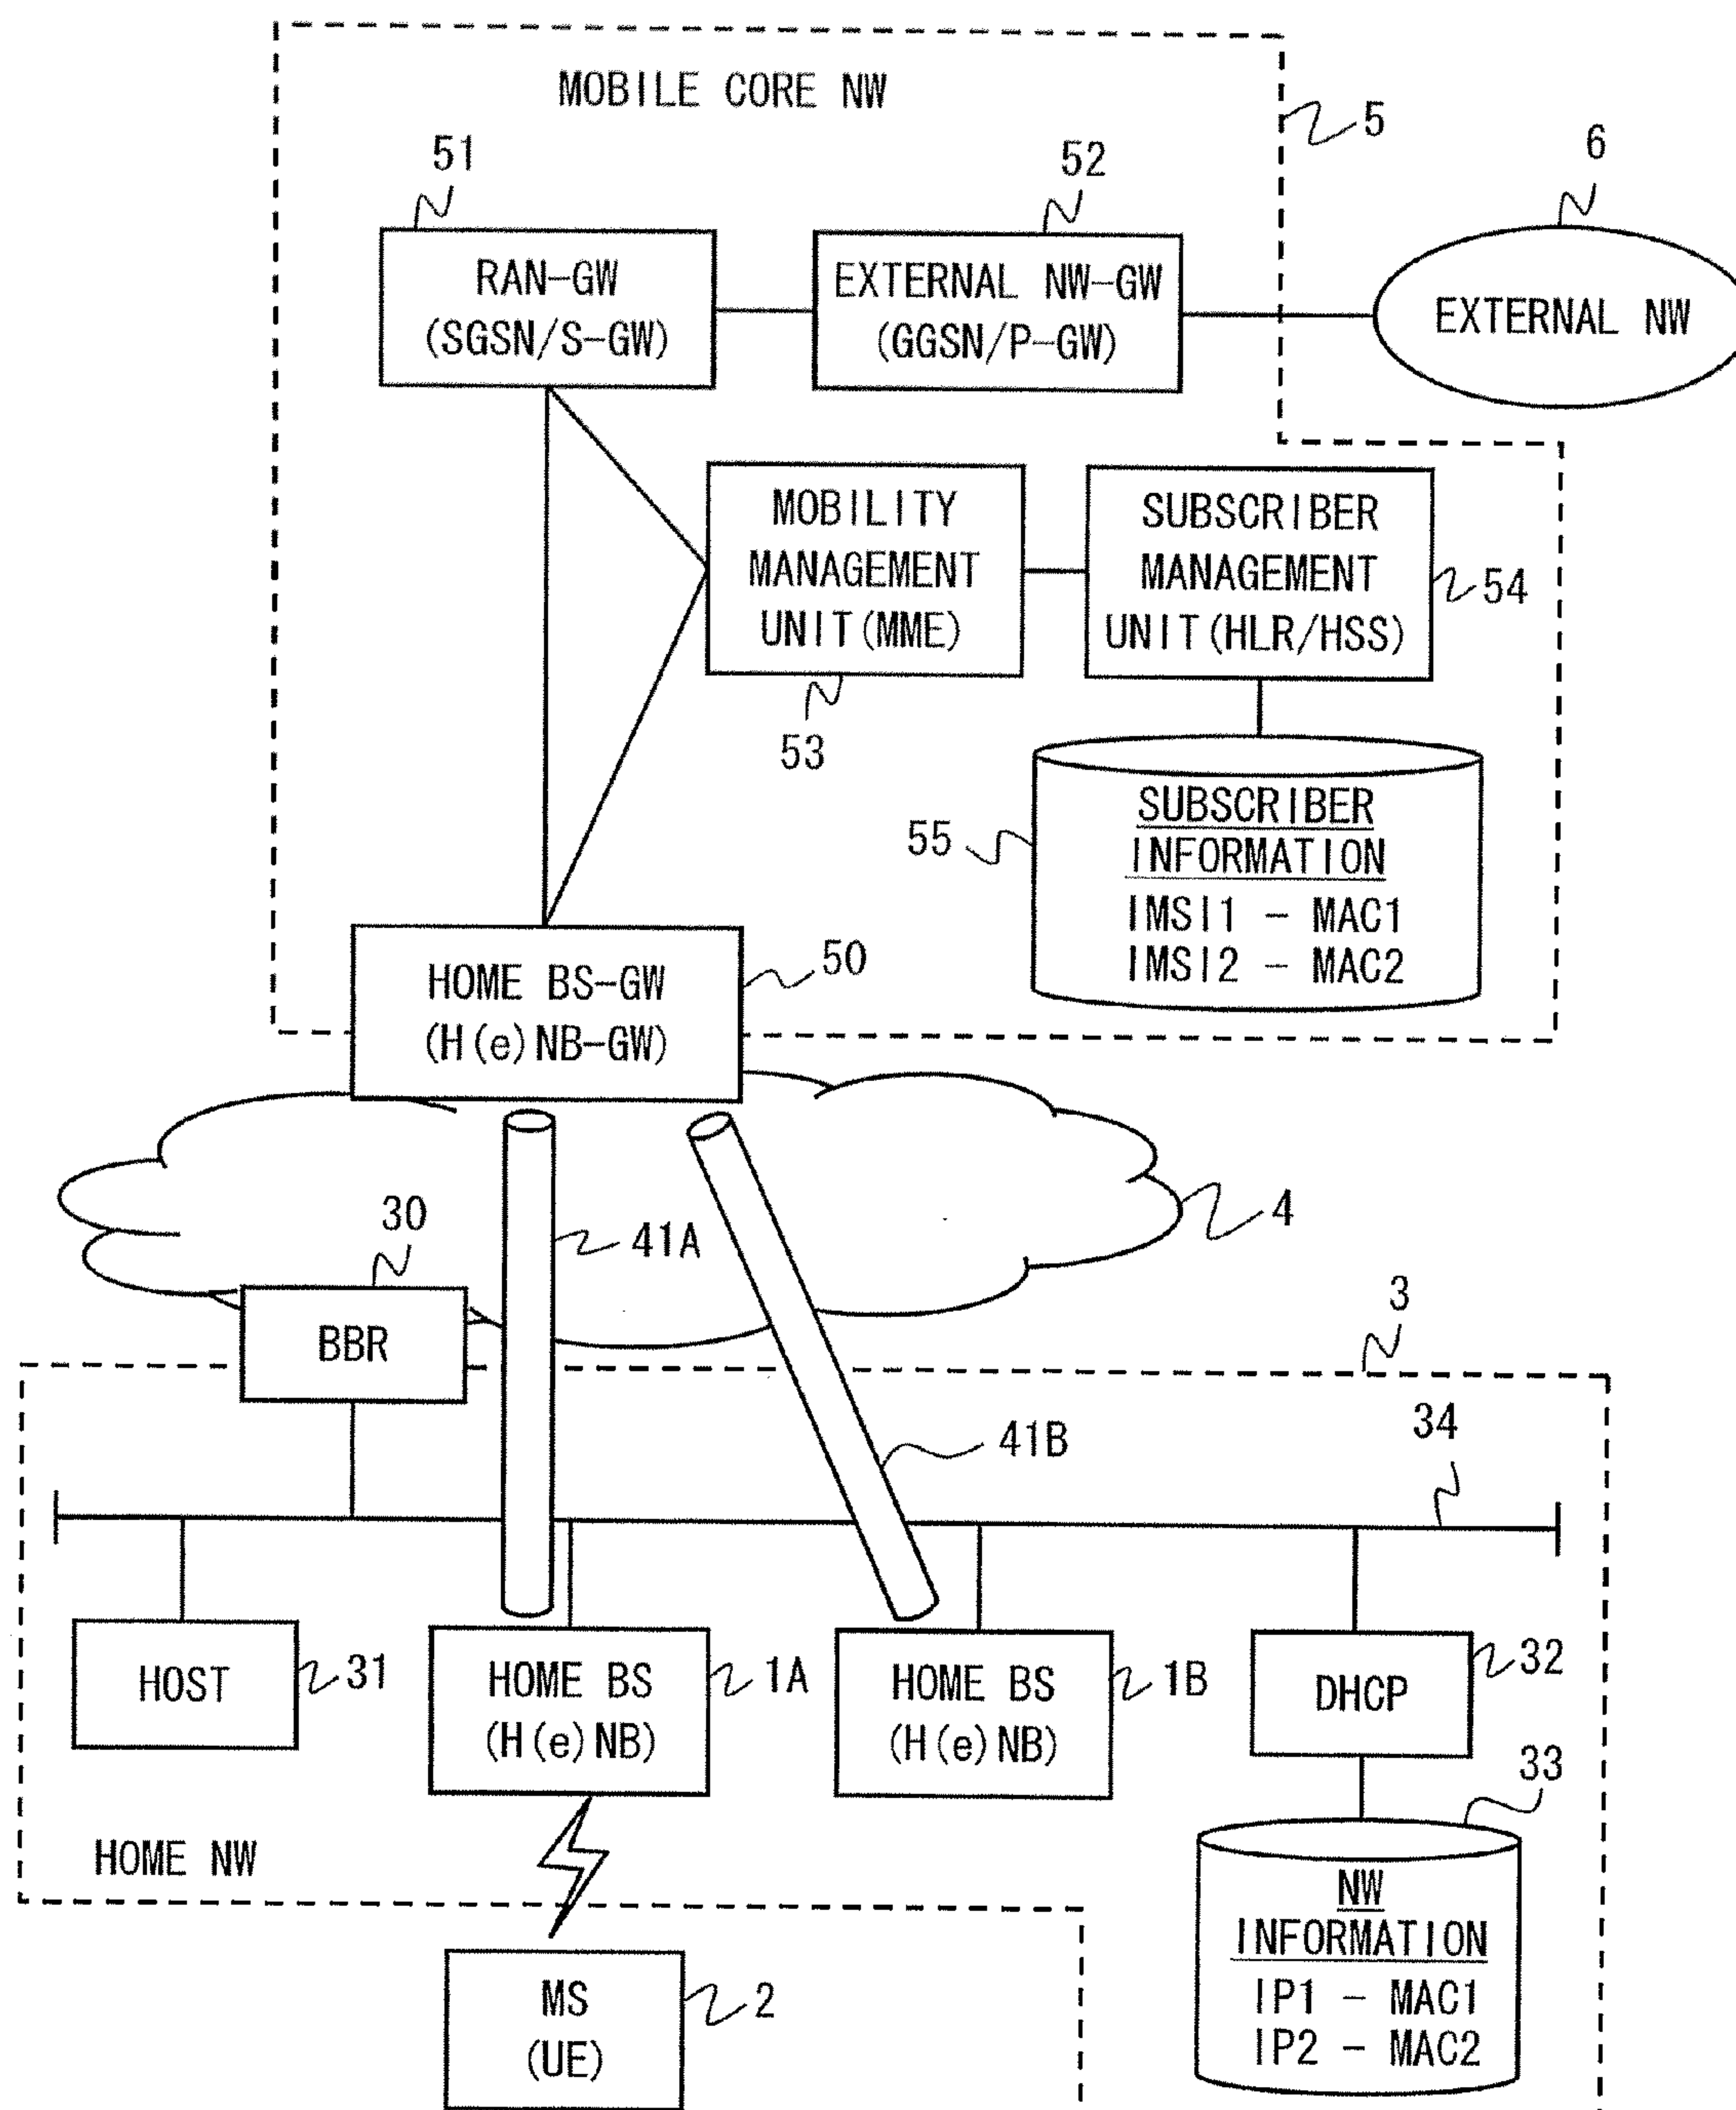 MOBILE CORE NW
5
51
52
6
RAN-GW
(SGSN/S-GW)
EXTERNAL NW-GW
(GGSN/P-GW)
EXTERNAL NW
MOBILITY
MANAGEMENT
UNIT(MME)
53
SUBSCRIBER
MANAGEMENT
UNIT(HLR/HSS)
54
55
SUBSCRIBER
INFORMATION
IMSI1 - MAC1
IMSI2 - MAC2
HOME BS-GW
(H(e)NB-GW)
50
4
30
41A
BBR
3
41B
34
HOST
31
HOME BS
(H(e)NB)
1A
HOME BS
(H(e)NB)
1B
DHCP
32
33
HOME NW
NW
INFORMATION
IP1 - MAC1
IP2 - MAC2
MS
(UE)
2